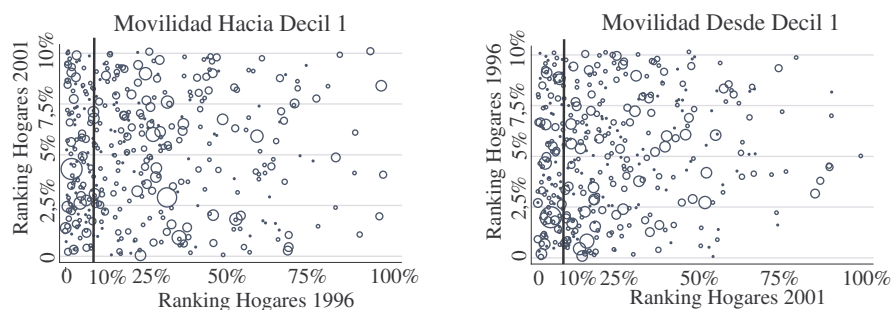 Movilidad Hacia Decil 1
Ranking Hogares 2001
10%
7,5%
5%
2,5%
0
0 10% 25% 50% 75% 100%
Ranking Hogares 1996
Movilidad Desde Decil 1
Ranking Hogares 1996
10%
7,5%
5%
2,5%
0
0 10% 25% 50% 75% 100%
Ranking Hogares 2001